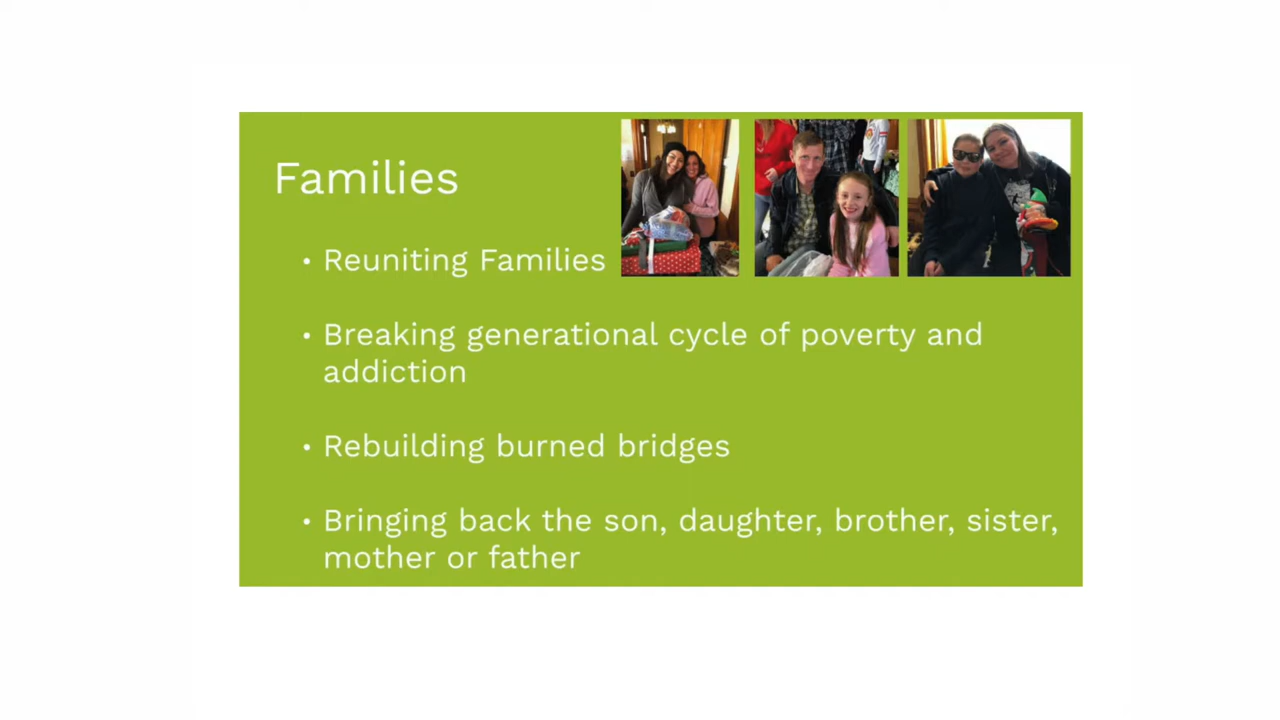 Families
• Reuniting Families
• Breaking generational cycle of poverty and
addiction
• Rebuilding burned bridges
• Bringing back the son, daughter, brother, sister,
mother or father